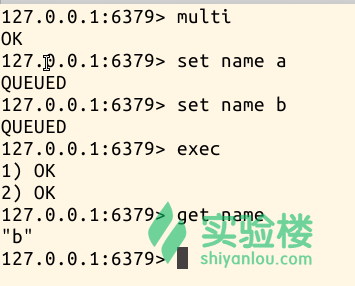 127.0.0.1:6379> multi
OK
127.0.0.1:6379> set name a
QUEUED
127.0.0.1:6379> set name b
QUEUED
127.0.0.1:6379> exec
1) OK
2) OK
127.0.0.1:6379> get name
"b"
127.0.0.1:6379>
实验楼
shiyanlou.com